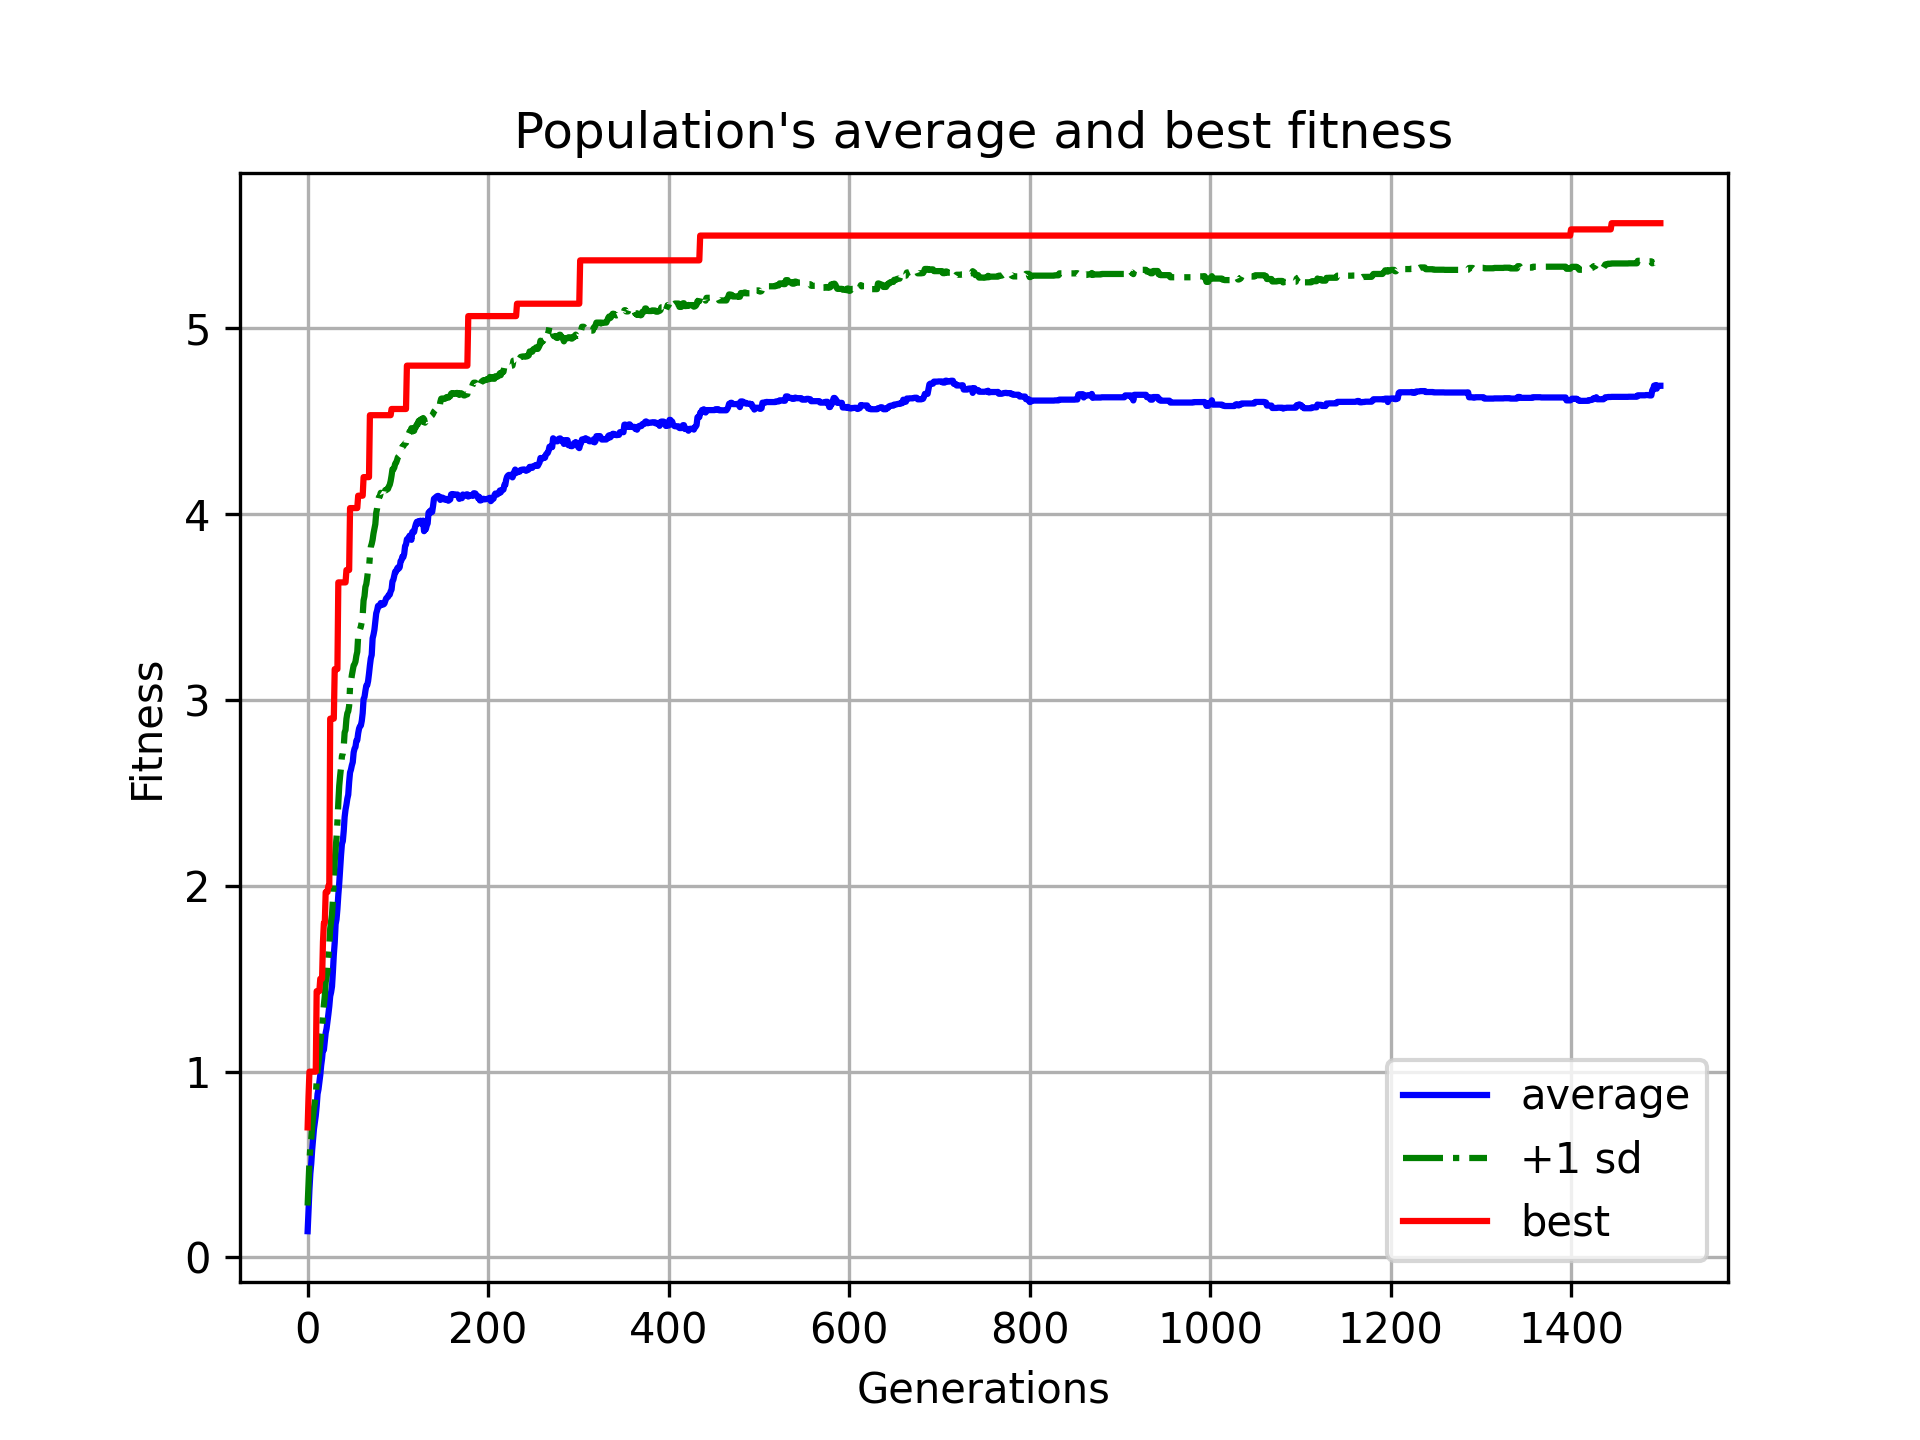 Population's average and best fitness
Fitness
5
4
3
2
1
0
average
+1 sd
best
0 200 400 600 800 1000 1200 1400
Generations